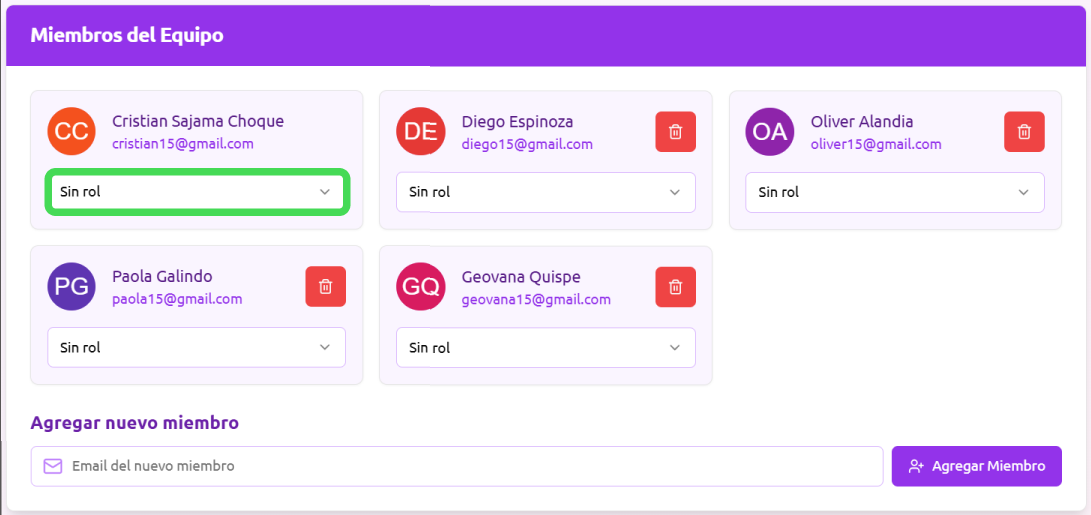 Miembros del Equipo
CC
Cristian Sajama Choque
cristian15@gmail.com
Sin rol
DE
Diego Espinoza
diego15@gmail.com
Sin rol
OA
Oliver Alandia
oliver15@gmail.com
Sin rol
PG
Paola Galindo
paola15@gmail.com
Sin rol
GQ
Geovana Quispe
geovana15@gmail.com
Sin rol
Agregar nuevo miembro
Email del nuevo miembro
Agregar Miembro